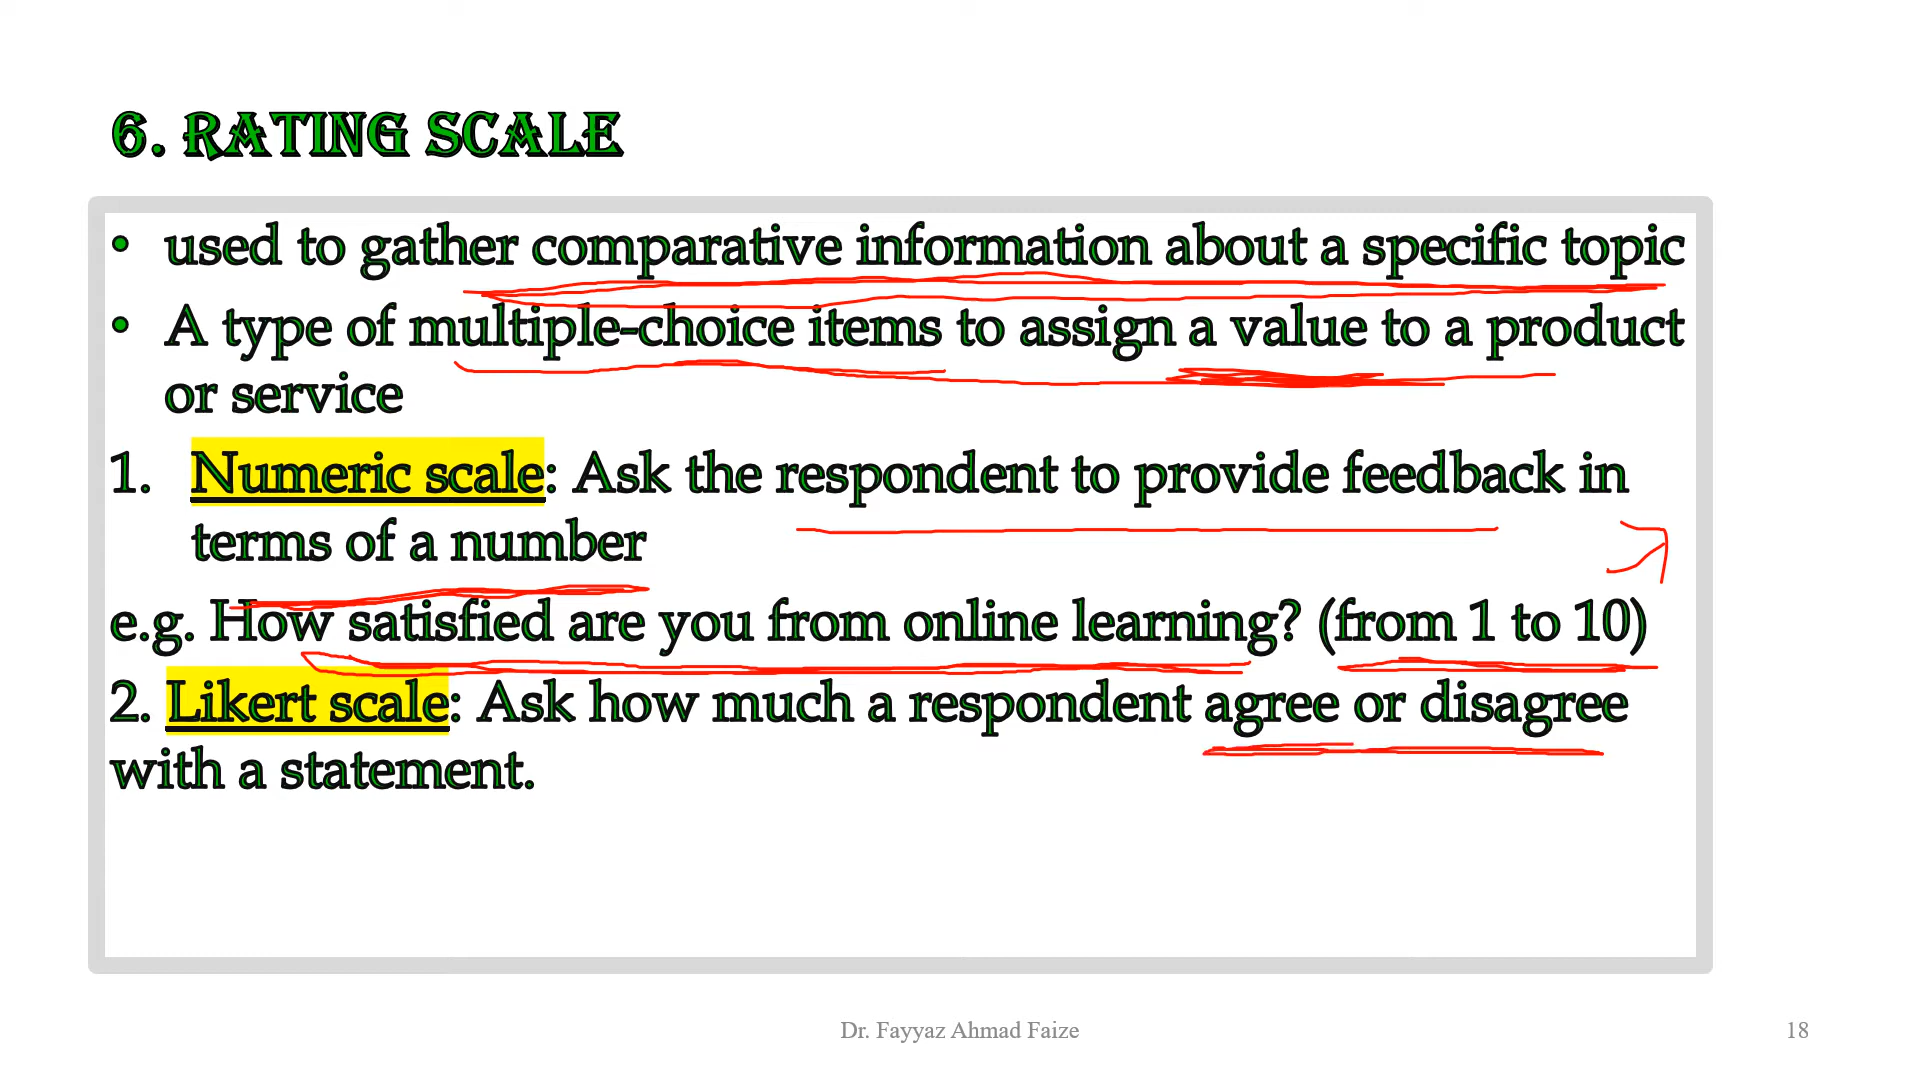 6. RATING SCALE
• used to gather comparative information about a specific topic
• A type of multiple-choice items to assign a value to a product
or service
1. Numeric scale: Ask the respondent to provide feedback in
terms of a number
e.g. How satisfied are you from online learning? (from 1 to 10)
2. Likert scale: Ask how much a respondent agree or disagree
with a statement.
Dr. Fayyaz Ahmad Faize
18